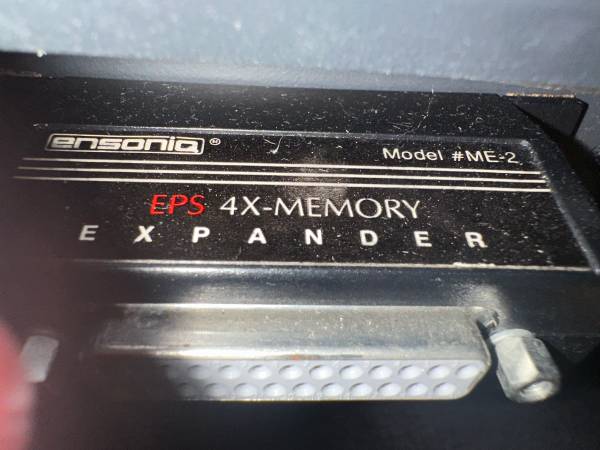 ensoniq®
Model #ME-2
EPS 4X-MEMORY
EXPANDER